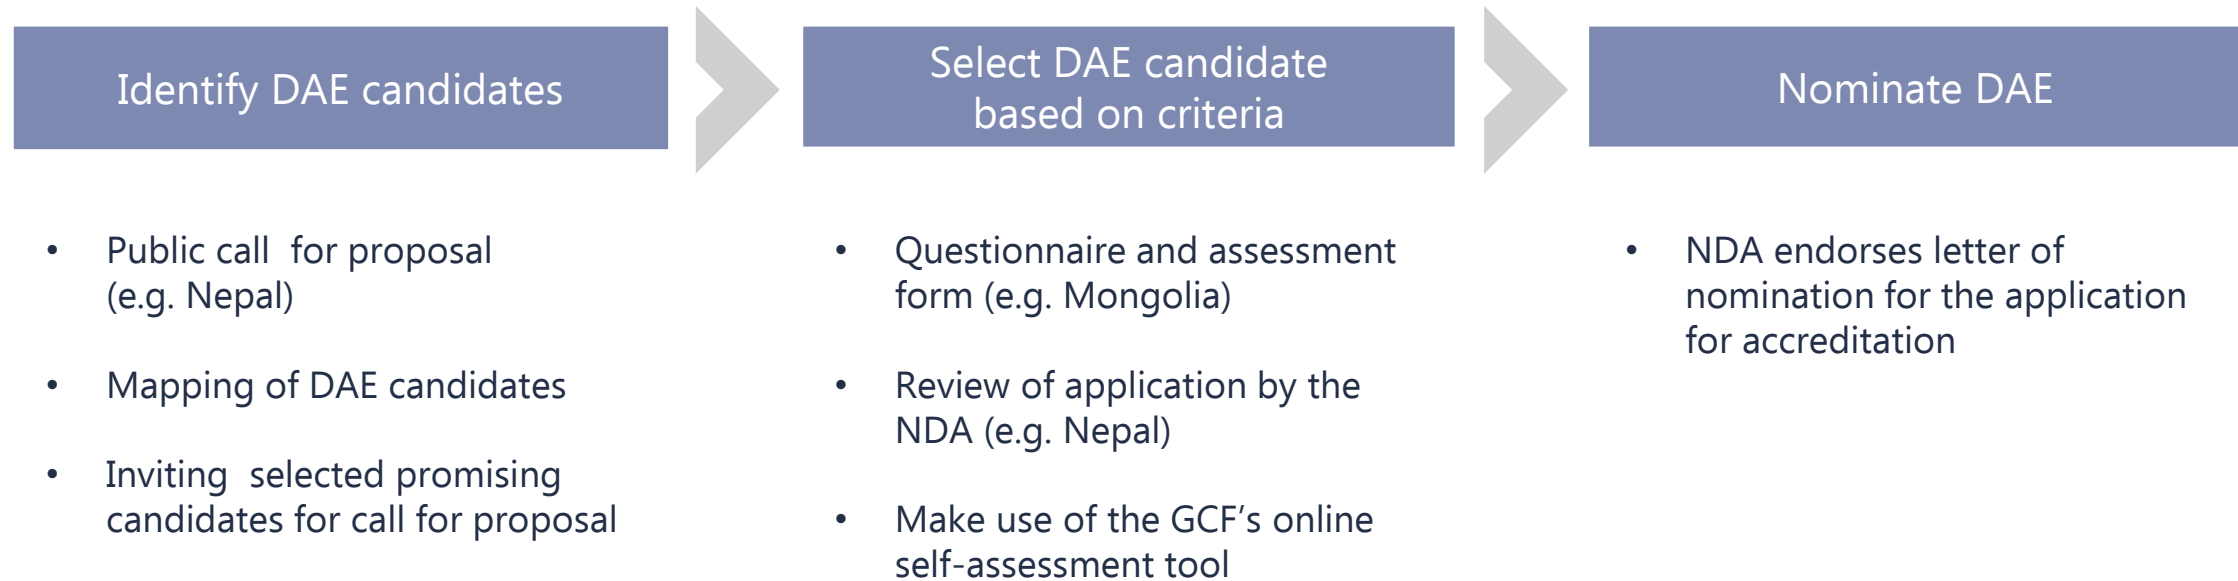 Identify DAE candidates
Select DAE candidate
based on criteria
Nominate DAE
• Public call  for proposal
(e.g. Nepal)
• Mapping of DAE candidates
• Inviting  selected promising
candidates for call for proposal
• Questionnaire and assessment
form (e.g. Mongolia)
• Review of application by the
NDA (e.g. Nepal)
• Make use of the GCF’s online
self-assessment tool
• NDA endorses letter of
nomination for the application
for accreditation